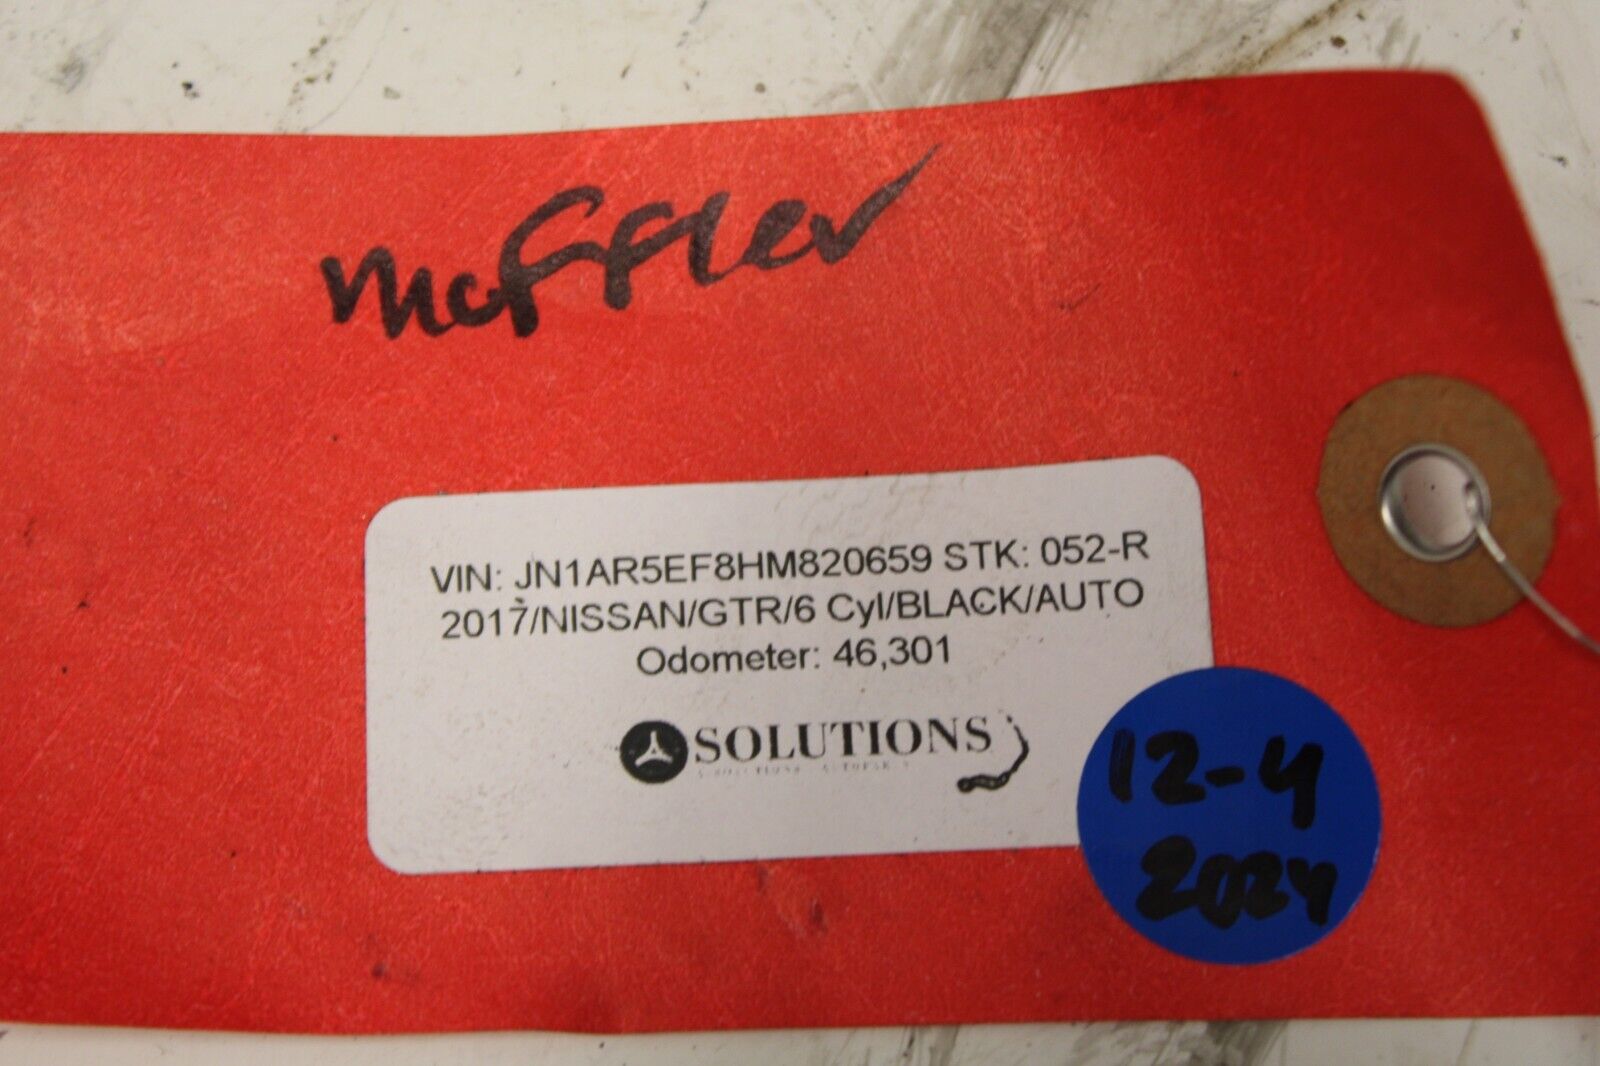 Muffler
VIN: JN1AR5EF8HM820659 STK: 052-R
2017/NISSAN/GTR/6 Cyl/BLACK/AUTO
Odometer: 46,301
SOLUTIONS
12-4
2024